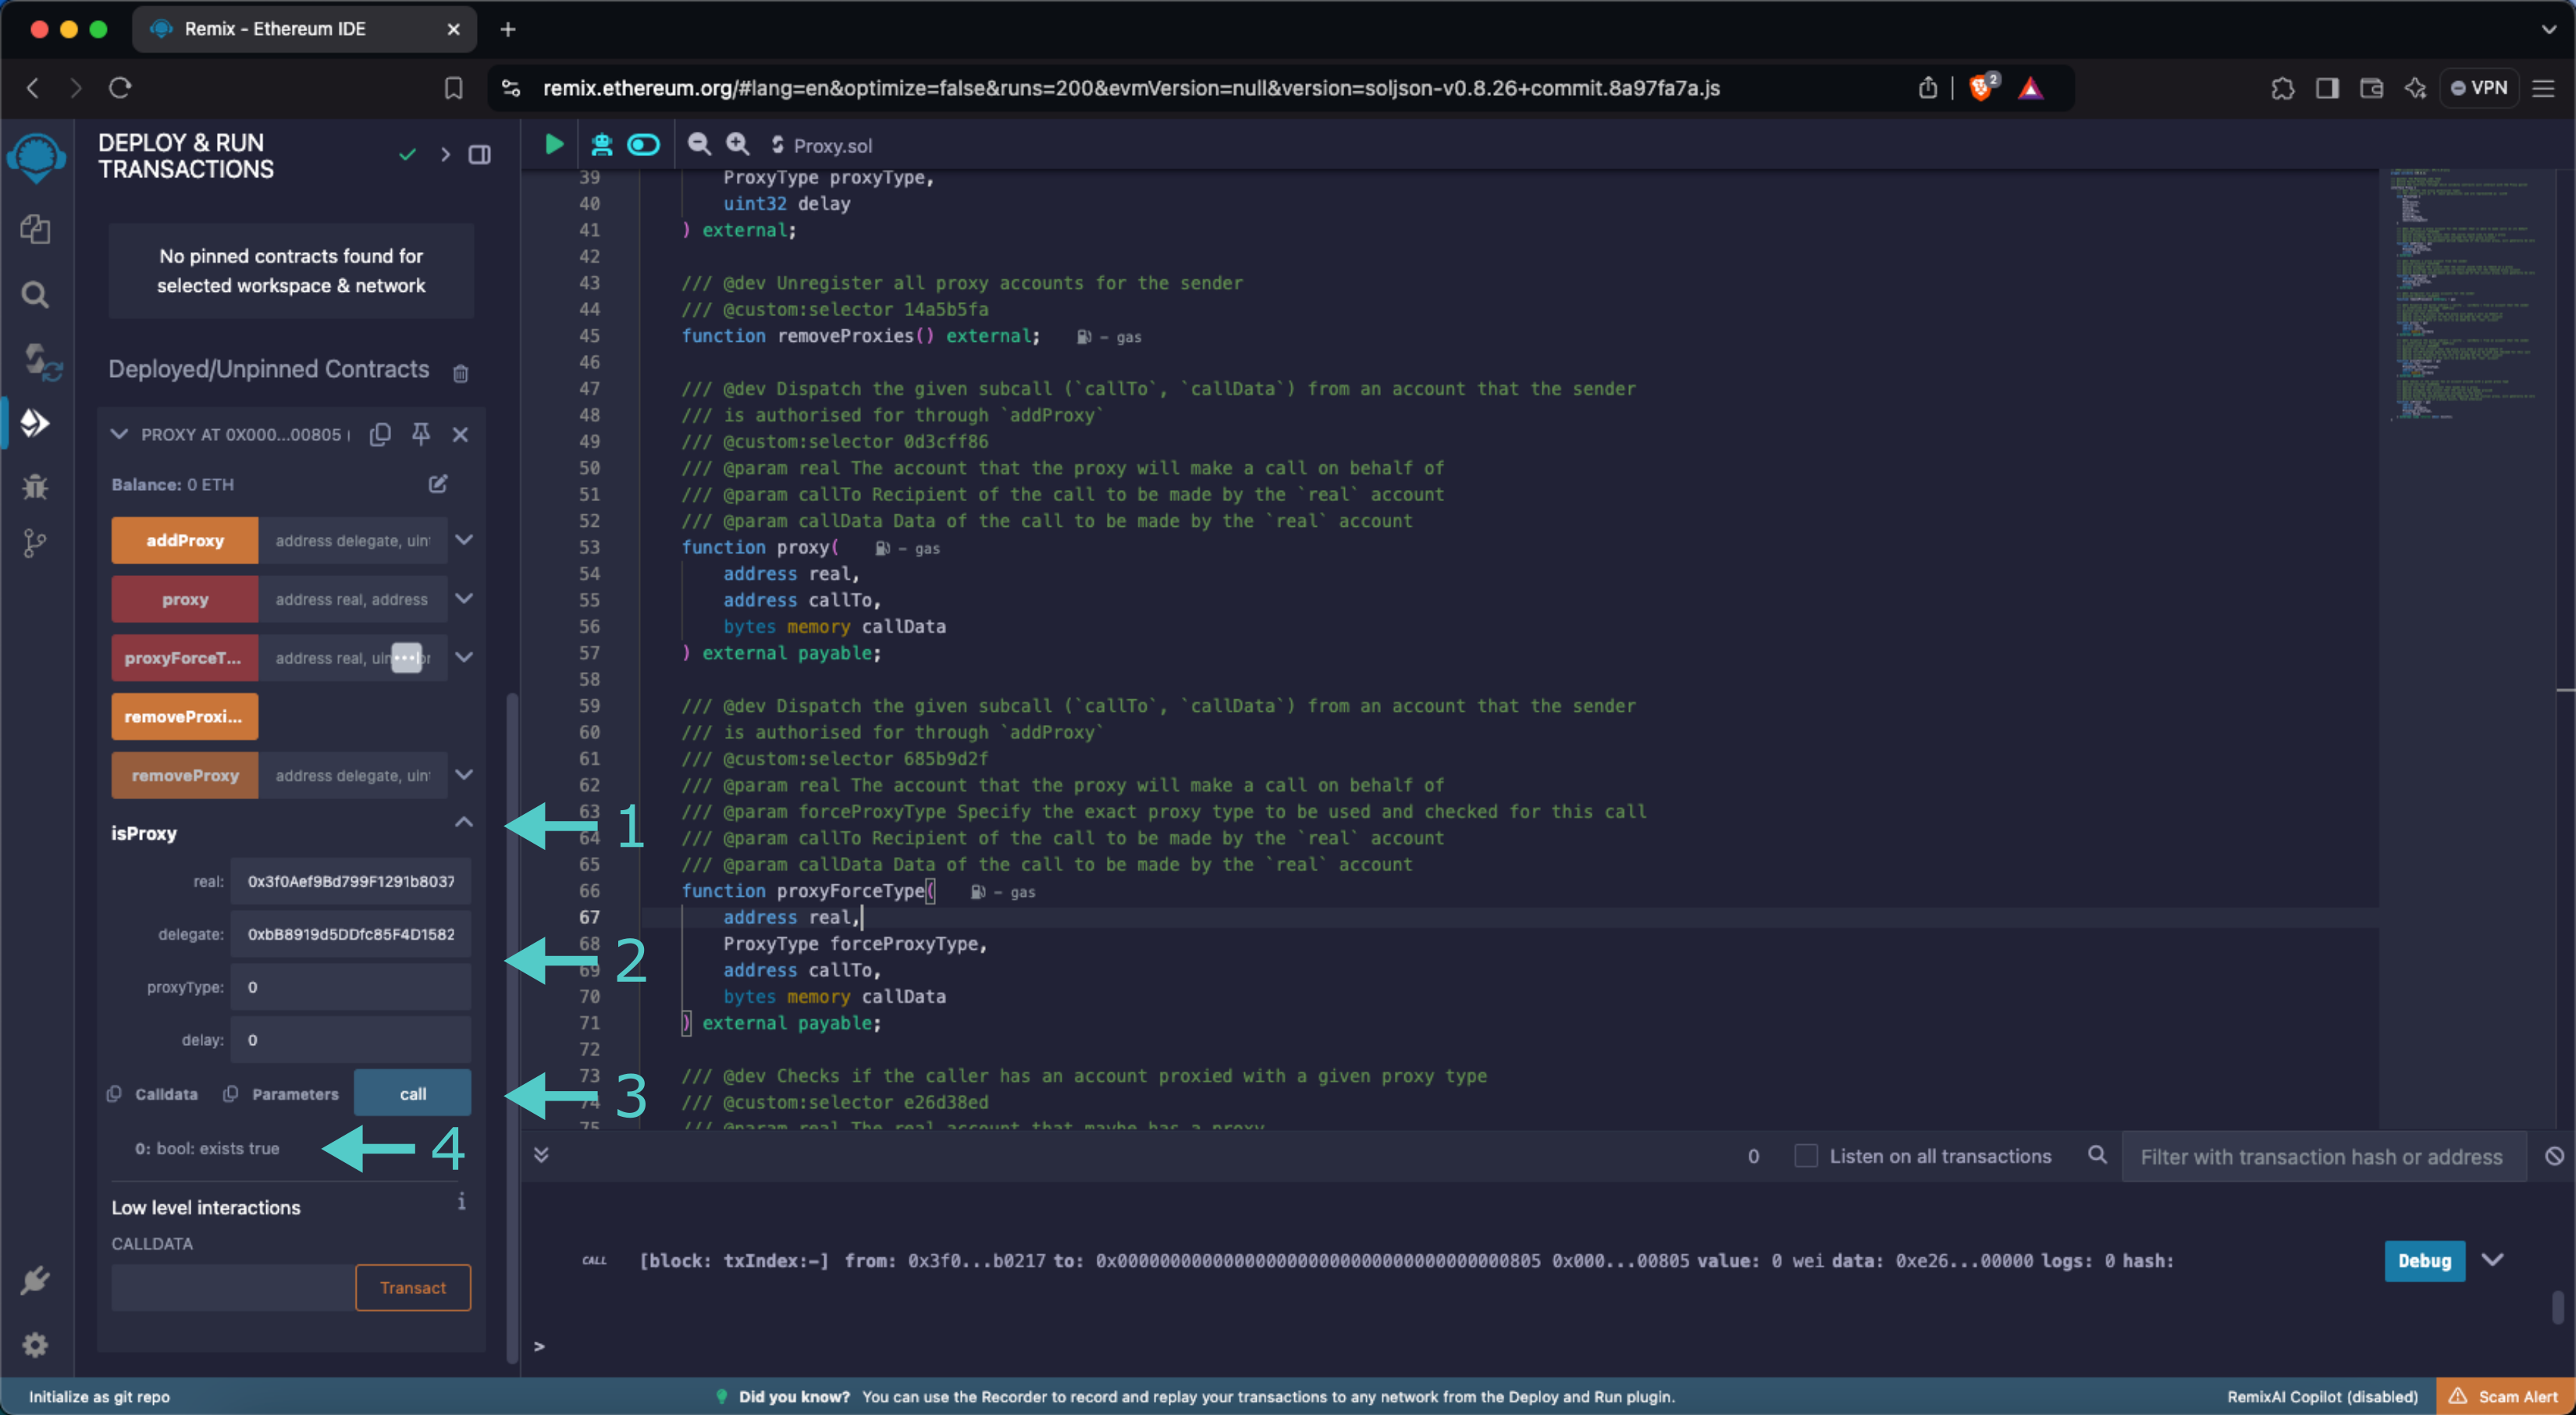 Remix - Ethereum IDE
remix.ethereum.org/#lang=en&optimize=false&runs=200&evmVersion=null&version=soljson-v0.8.26+commit.8a97fa7a.js
2
VPN
DEPLOY & RUN
TRANSACTIONS
Proxy.sol
No pinned contracts found for
selected workspace & network
Deployed/Unpinned Contracts
PROXY AT 0X000...00805
Balance: 0 ETH
addProxy address delegate, uint
proxy address real, address
proxyForceT... address real, uin
removeProxi...
removeProxy address delegate, uint
isProxy
1
real: 0x3f0Aef9Bd799F1291b8037
delegate: 0xbB8919d5DDfc85F4D1582
2
proxyType: 0
delay: 0
Calldata Parameters call
3
0: bool: exists true
4
Low level interactions
i
CALLDATA
Transact
39 ProxyType proxyType,
40 uint32 delay
41 ) external;
42
43 /// @dev Unregister all proxy accounts for the sender
44 /// @custom:selector 14a5b5fa
45 function removeProxies() external; – gas
46
47 /// @dev Dispatch the given subcall (`callTo`, `callData`) from an account that the sender
48 /// is authorised for through `addProxy`
49 /// @custom:selector 0d3cff86
50 /// @param real The account that the proxy will make a call on behalf of
51 /// @param callTo Recipient of the call to be made by the `real` account
52 /// @param callData Data of the call to be made by the `real` account
53 function proxy( – gas
54 address real,
55 address callTo,
56 bytes memory callData
57 ) external payable;
58
59 /// @dev Dispatch the given subcall (`callTo`, `callData`) from an account that the sender
60 /// is authorised for through `addProxy`
61 /// @custom:selector 685b9d2f
62 /// @param real The account that the proxy will make a call on behalf of
63 /// @param forceProxyType Specify the exact proxy type to be used and checked for this call
64 /// @param callTo Recipient of the call to be made by the `real` account
65 /// @param callData Data of the call to be made by the `real` account
66 function proxyForceType( – gas
67 address real,
68 ProxyType forceProxyType,
69 address callTo,
70 bytes memory callData
71 ) external payable;
72
73 /// @dev Checks if the caller has an account proxied with a given proxy type
74 /// @custom:selector e26d38ed
75 /// @param real The real account that maybe has a proxy
0 Listen on all transactions Filter with transaction hash or address
CALL [block: txIndex:-] from: 0x3f0...b0217 to: 0x0000000000000000000000000000000000000805 0x000...00805 value: 0 wei data: 0xe26...00000 logs: 0 hash:
Debug
>
Initialize as git repo
Did you know? You can use the Recorder to record and replay your transactions to any network from the Deploy and Run plugin.
RemixAI Copilot (disabled)
Scam Alert